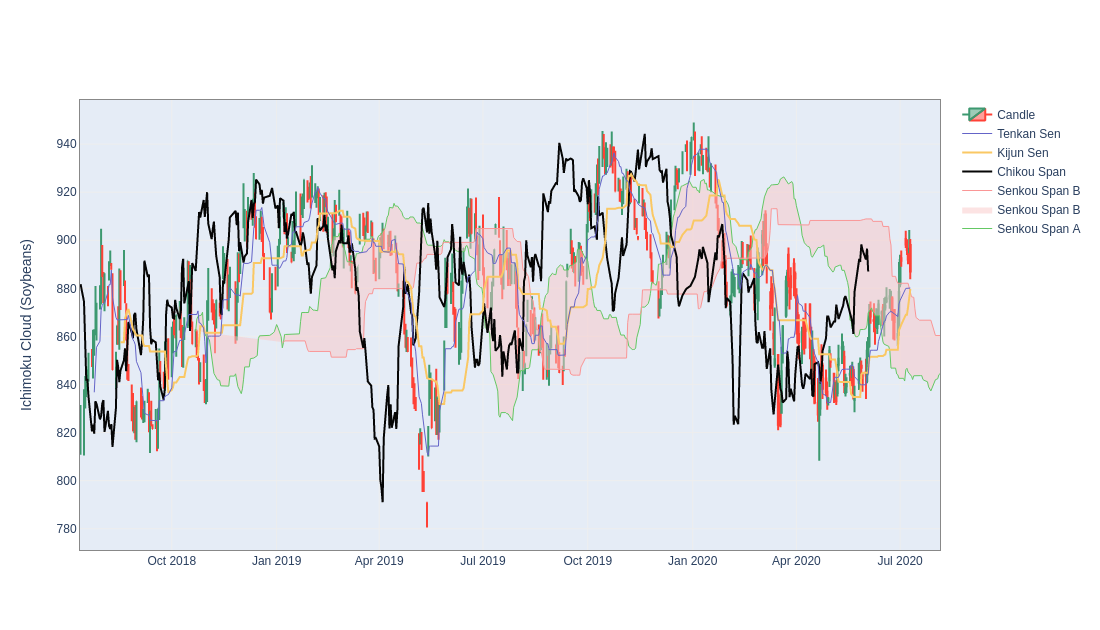 Ichimoku Cloud (Soybeans)
940
920
900
880
860
840
820
800
780
Oct 2018
Jan 2019
Apr 2019
Jul 2019
Oct 2019
Jan 2020
Apr 2020
Jul 2020
Candle
Tenkan Sen
Kijun Sen
Chikou Span
Senkou Span B
Senkou Span B
Senkou Span A